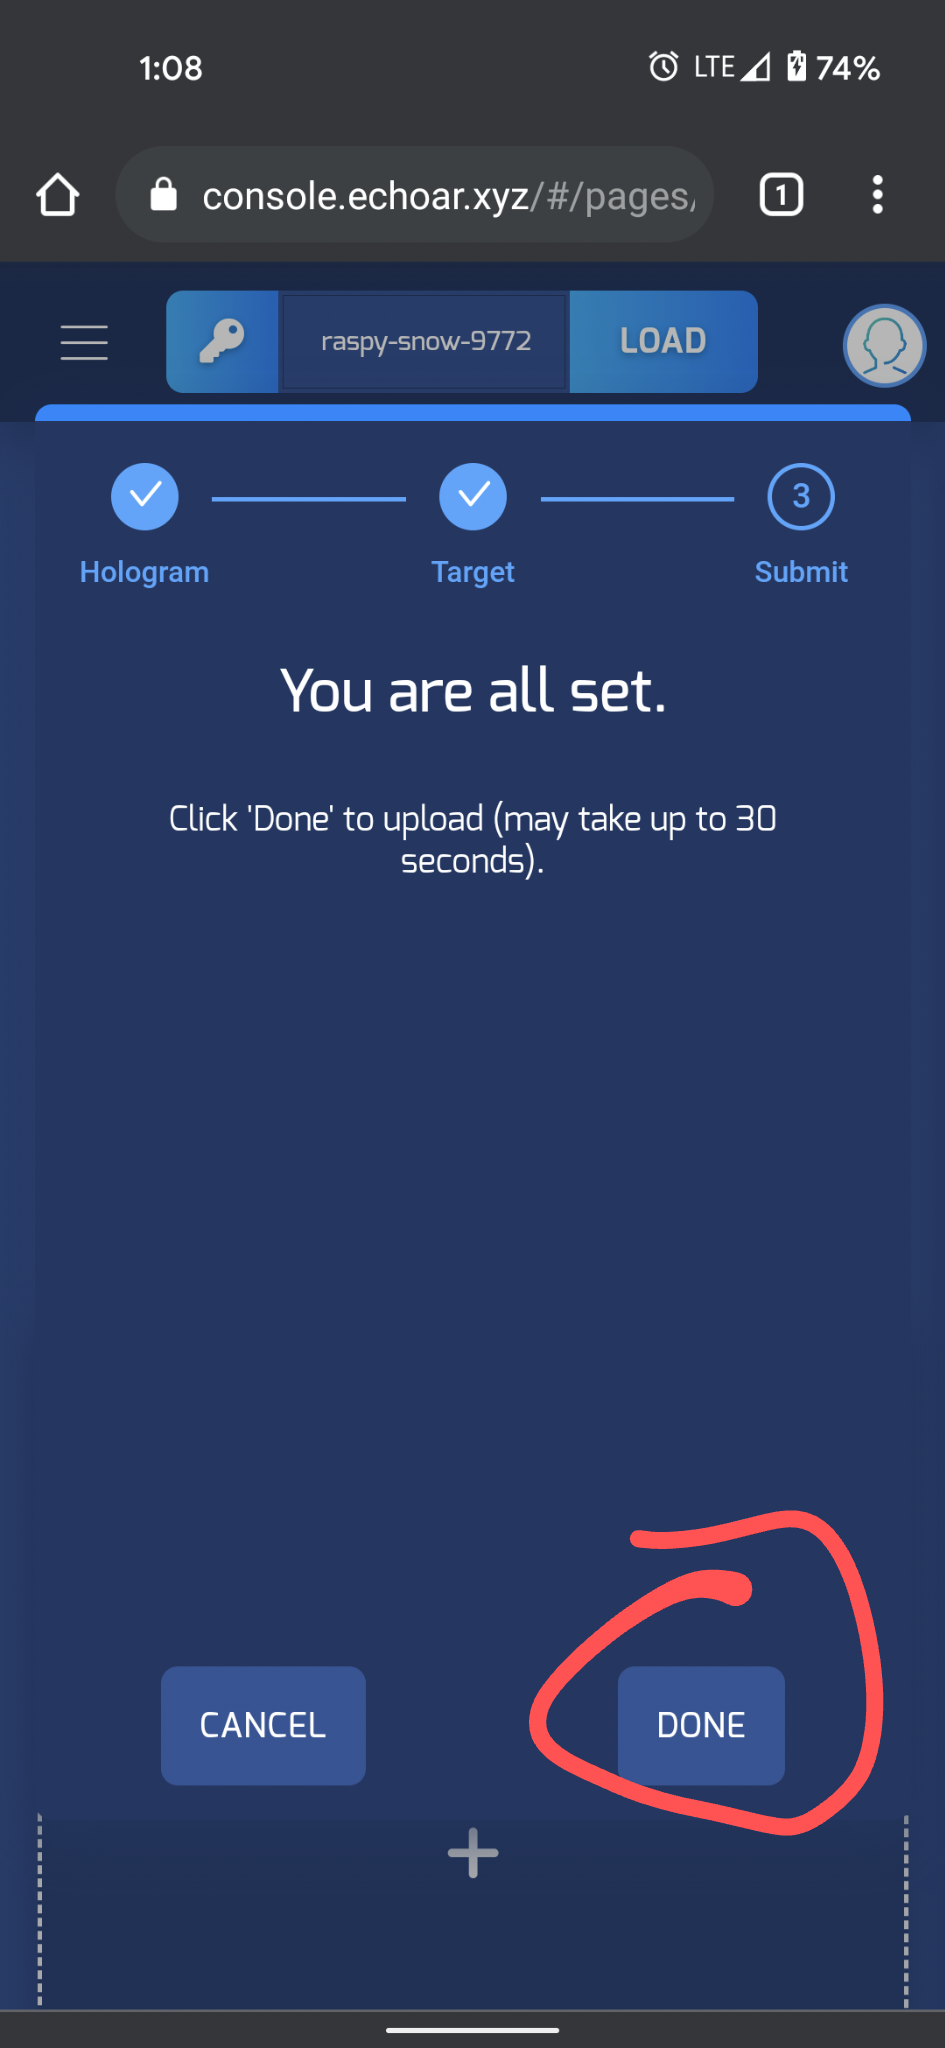 1:08
LTE 74%
console.echoar.xyz/#/pages/
1
raspy-snow-9772
LOAD
3
Hologram
Target
Submit
You are all set.
Click 'Done' to upload (may take up to 30
seconds).
CANCEL
DONE